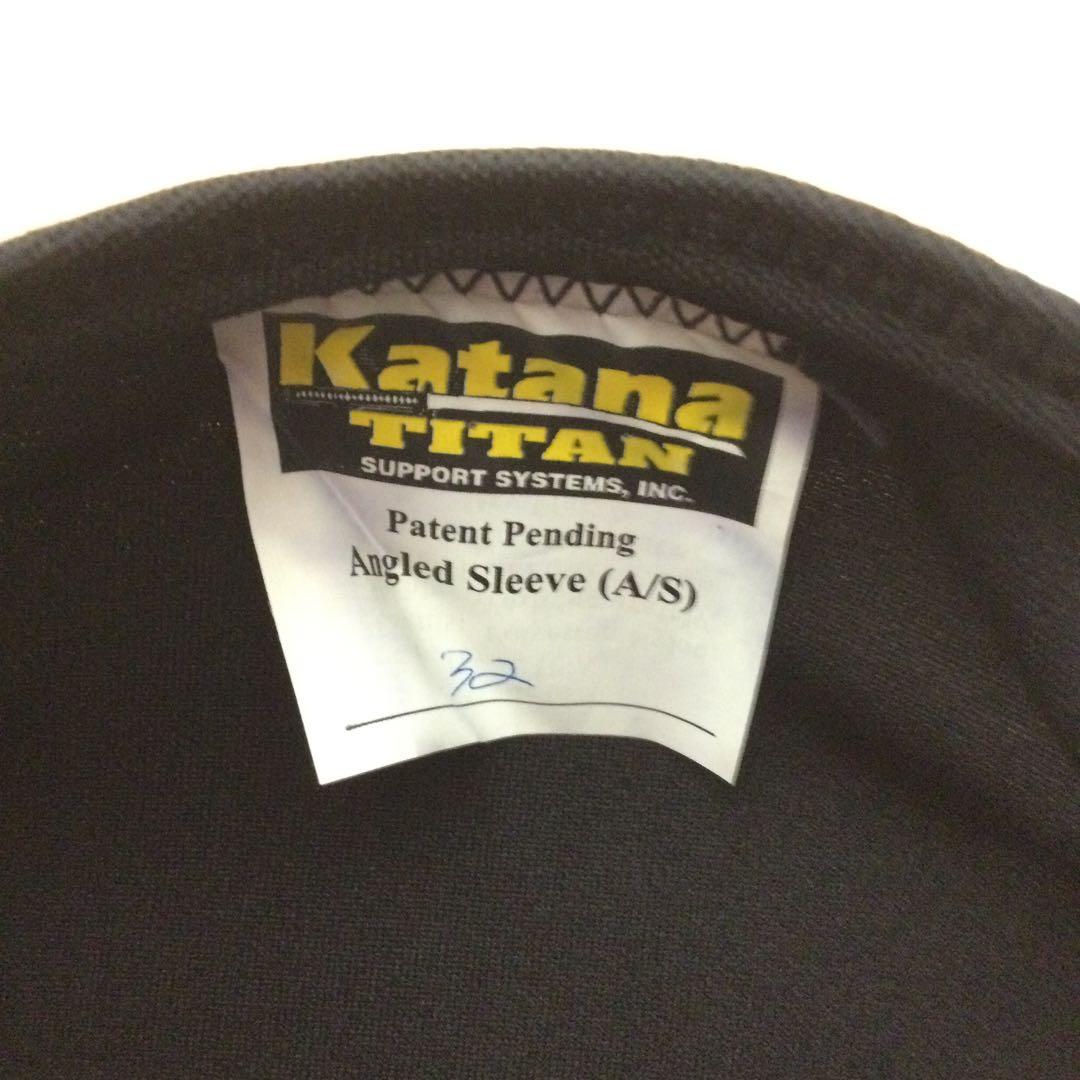 Katana
TITAN
SUPPORT SYSTEMS, INC.
Patent Pending
Angled Sleeve (A/S)
32